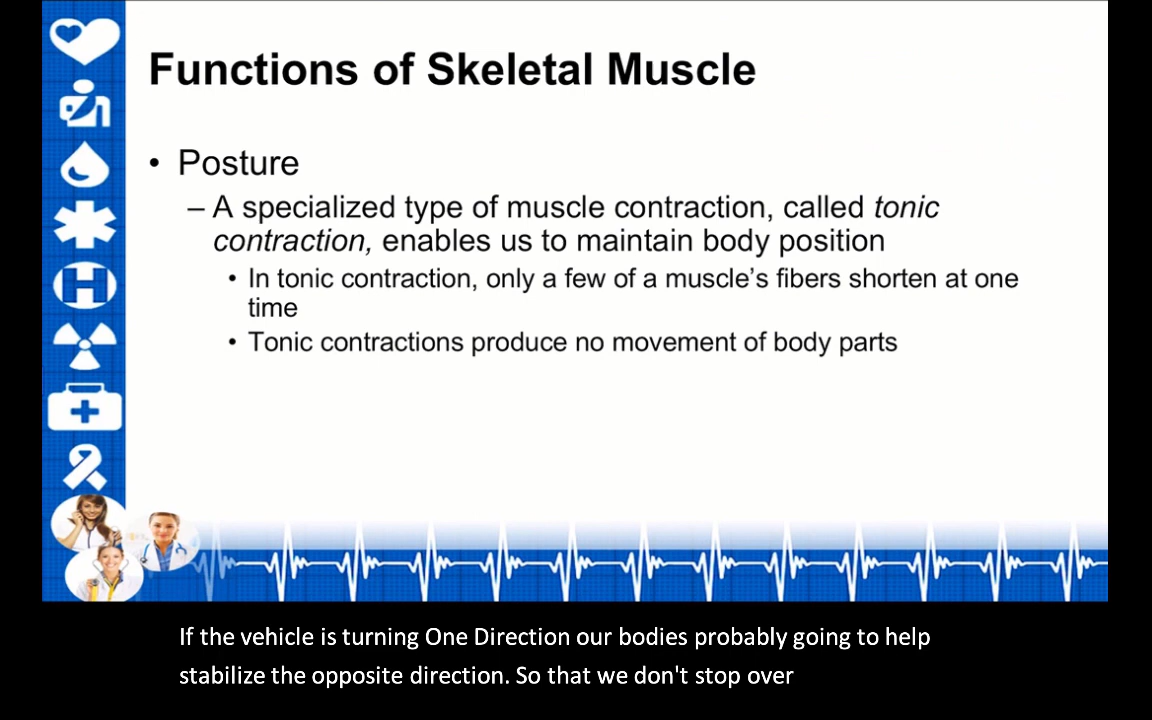 Functions of Skeletal Muscle
• Posture
– A specialized type of muscle contraction, called tonic
contraction, enables us to maintain body position
• In tonic contraction, only a few of a muscle’s fibers shorten at one
time
• Tonic contractions produce no movement of body parts
H
If the vehicle is turning One Direction our bodies probably going to help
stabilize the opposite direction. So that we don't stop over